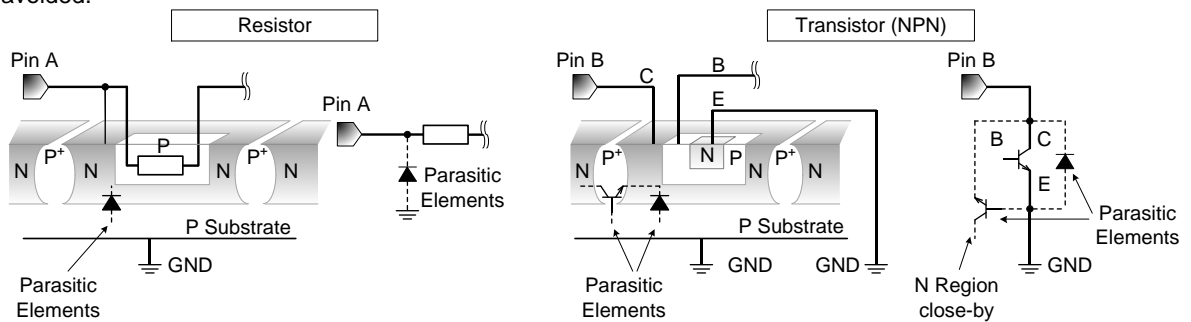 avoided.
Resistor
Transistor (NPN)
Pin A
Pin A
P
N P+ N P+ N
Parasitic
Elements
P Substrate
GND
Parasitic
Elements
Pin B
C
B
E
N P+ N P P+ N
N
P Substrate
GND
GND
Parasitic
Elements
Pin B
B
C
E
Parasitic
Elements
GND
N Region
close-by